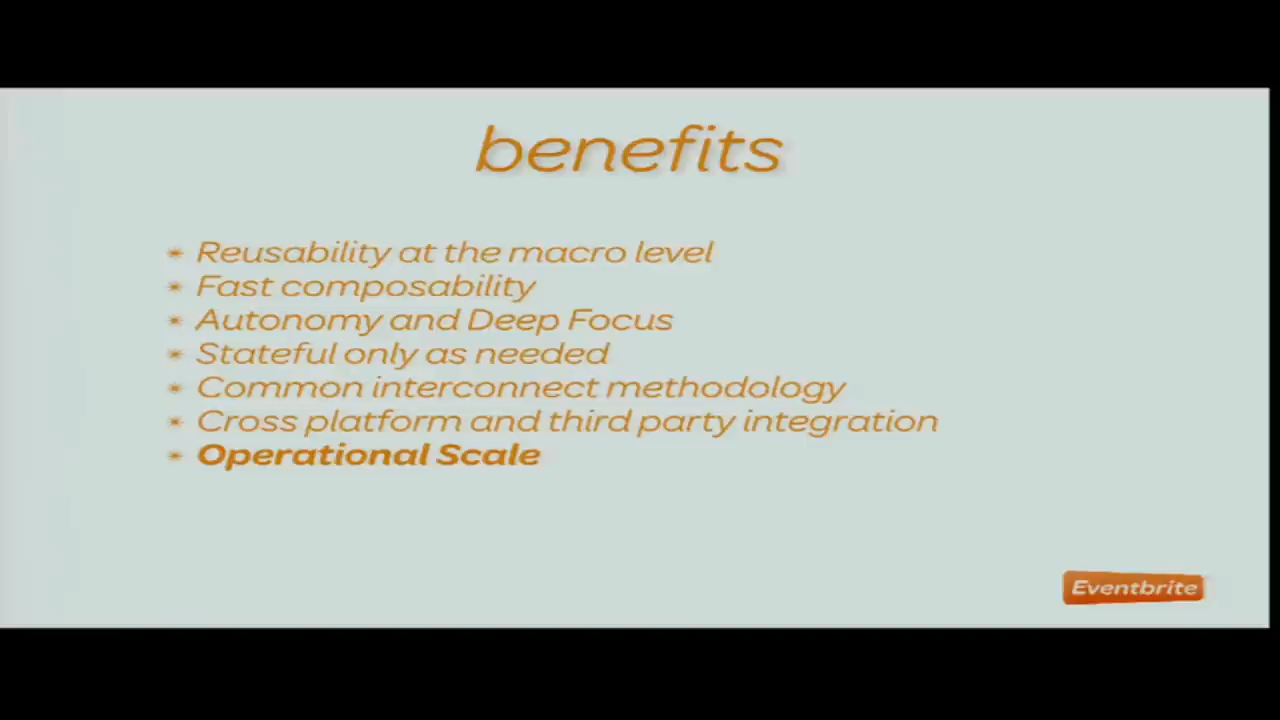 benefits
* Reusability at the macro level
* Fast composability
* Autonomy and Deep Focus
* Stateful only as needed
* Common interconnect methodology
* Cross platform and third party integration
* Operational Scale
Eventbrite